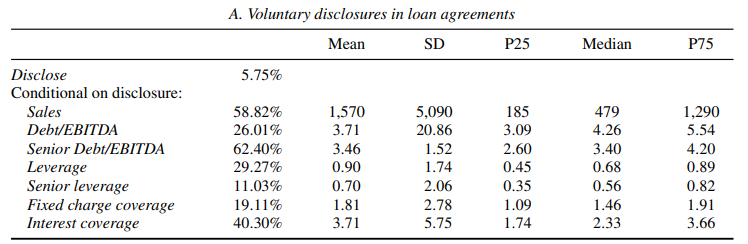 A. Voluntary disclosures in loan agreements
Mean SD P25 Median P75
Disclose 5.75%
Conditional on disclosure:
Sales 58.82% 1,570 5,090 185 479 1,290
Debt/EBITDA 26.01% 3.71 20.86 3.09 4.26 5.54
Senior Debt/EBITDA 62.40% 3.46 1.52 2.60 3.40 4.20
Leverage 29.27% 0.90 1.74 0.45 0.68 0.89
Senior leverage 11.03% 0.70 2.06 0.35 0.56 0.82
Fixed charge coverage 19.11% 1.81 2.78 1.09 1.46 1.91
Interest coverage 40.30% 3.71 5.75 1.74 2.33 3.66